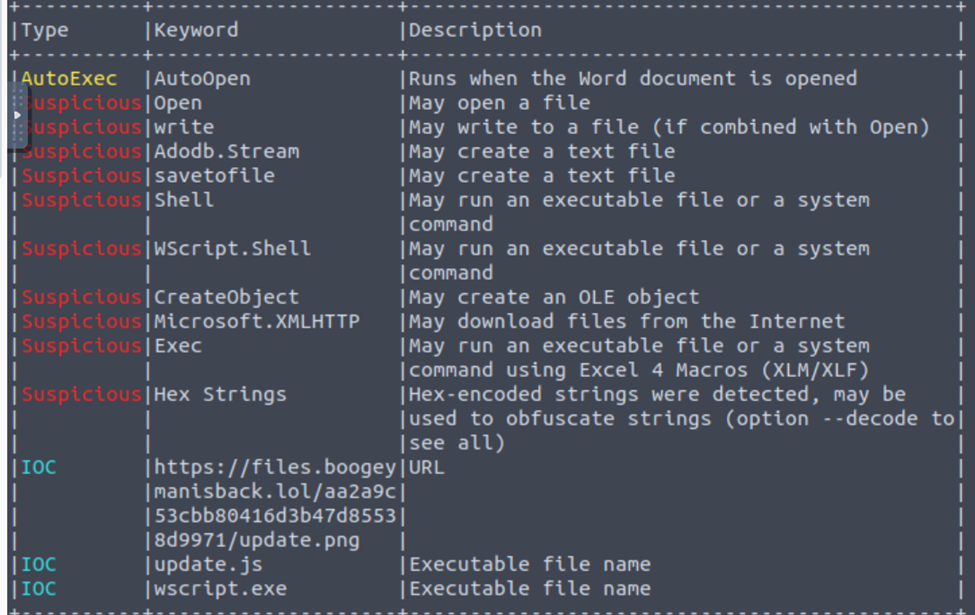 +----------+--------------------+---------------------------------------------+
|Type      |Keyword             |Description                                  |
+----------+--------------------+---------------------------------------------+
|AutoExec  |AutoOpen            |Runs when the Word document is opened        |
|Suspicious|Open                |May open a file                              |
|Suspicious|write               |May write to a file (if combined with Open)  |
|Suspicious|Adodb.Stream        |May create a text file                       |
|Suspicious|savetofile          |May create a text file                       |
|Suspicious|Shell               |May run an executable file or a system       |
|          |                    |command                                      |
|Suspicious|WScript.Shell       |May run an executable file or a system       |
|          |                    |command                                      |
|Suspicious|CreateObject        |May create an OLE object                     |
|Suspicious|Microsoft.XMLHTTP   |May download files from the Internet         |
|Suspicious|Exec                |May run an executable file or a system       |
|          |                    |command using Excel 4 Macros (XLM/XLF)       |
|Suspicious|Hex Strings         |Hex-encoded strings were detected, may be    |
|          |                    |used to obfuscate strings (option --decode to|
|          |                    |see all)                                     |
|IOC       |https://files.boogey|URL                                          |
|          |manisback.lol/aa2a9c|                                             |
|          |53cbb80416d3b47d8553|                                             |
|          |8d9971/update.png   |                                             |
|IOC       |update.js           |Executable file name                         |
|IOC       |wscript.exe         |Executable file name                         |
+----------+--------------------+---------------------------------------------+